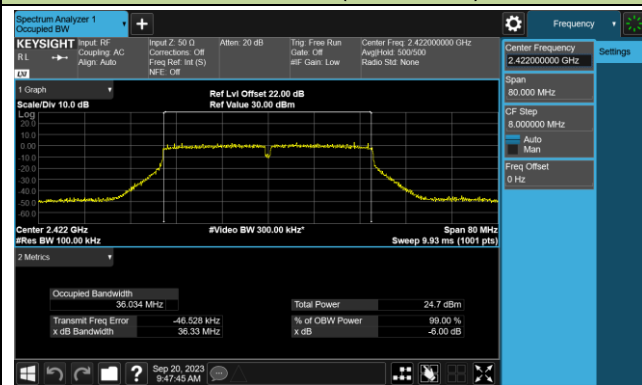 Spectrum Analyzer 1
Occupied BW
+
Frequency
KEYSIGHT
R L
LXI
Input: RF
Coupling: AC
Align: Auto
Input Z: 50 Ω
Corrections: Off
Freq Ref: Int (S)
NFE: Off
Atten: 20 dB
Trig: Free Run
Gate: Off
#IF Gain: Low
Center Freq: 2.422000000 GHz
Avg|Hold: 500/500
Radio Std: None
Center Frequency
2.422000000 GHz
Settings
Span
80.000 MHz
CF Step
8.000000 MHz
Auto
Man
Freq Offset
0 Hz
1 Graph
Scale/Div 10.0 dB
Ref Lvl Offset 22.00 dB
Ref Value 30.00 dBm
Log
20.0
10.0
0.00
-10.0
-20.0
-30.0
-40.0
-50.0
-60.0
Center 2.422 GHz
#Video BW 300.00 kHz*
Span 80 MHz
#Res BW 100.00 kHz
Sweep 9.93 ms (1001 pts)
2 Metrics
Occupied Bandwidth
36.034 MHz
Total Power 24.7 dBm
Transmit Freq Error -46.528 kHz
% of OBW Power 99.00 %
x dB Bandwidth 36.33 MHz
x dB -6.00 dB
?
Sep 20, 2023
9:47:45 AM